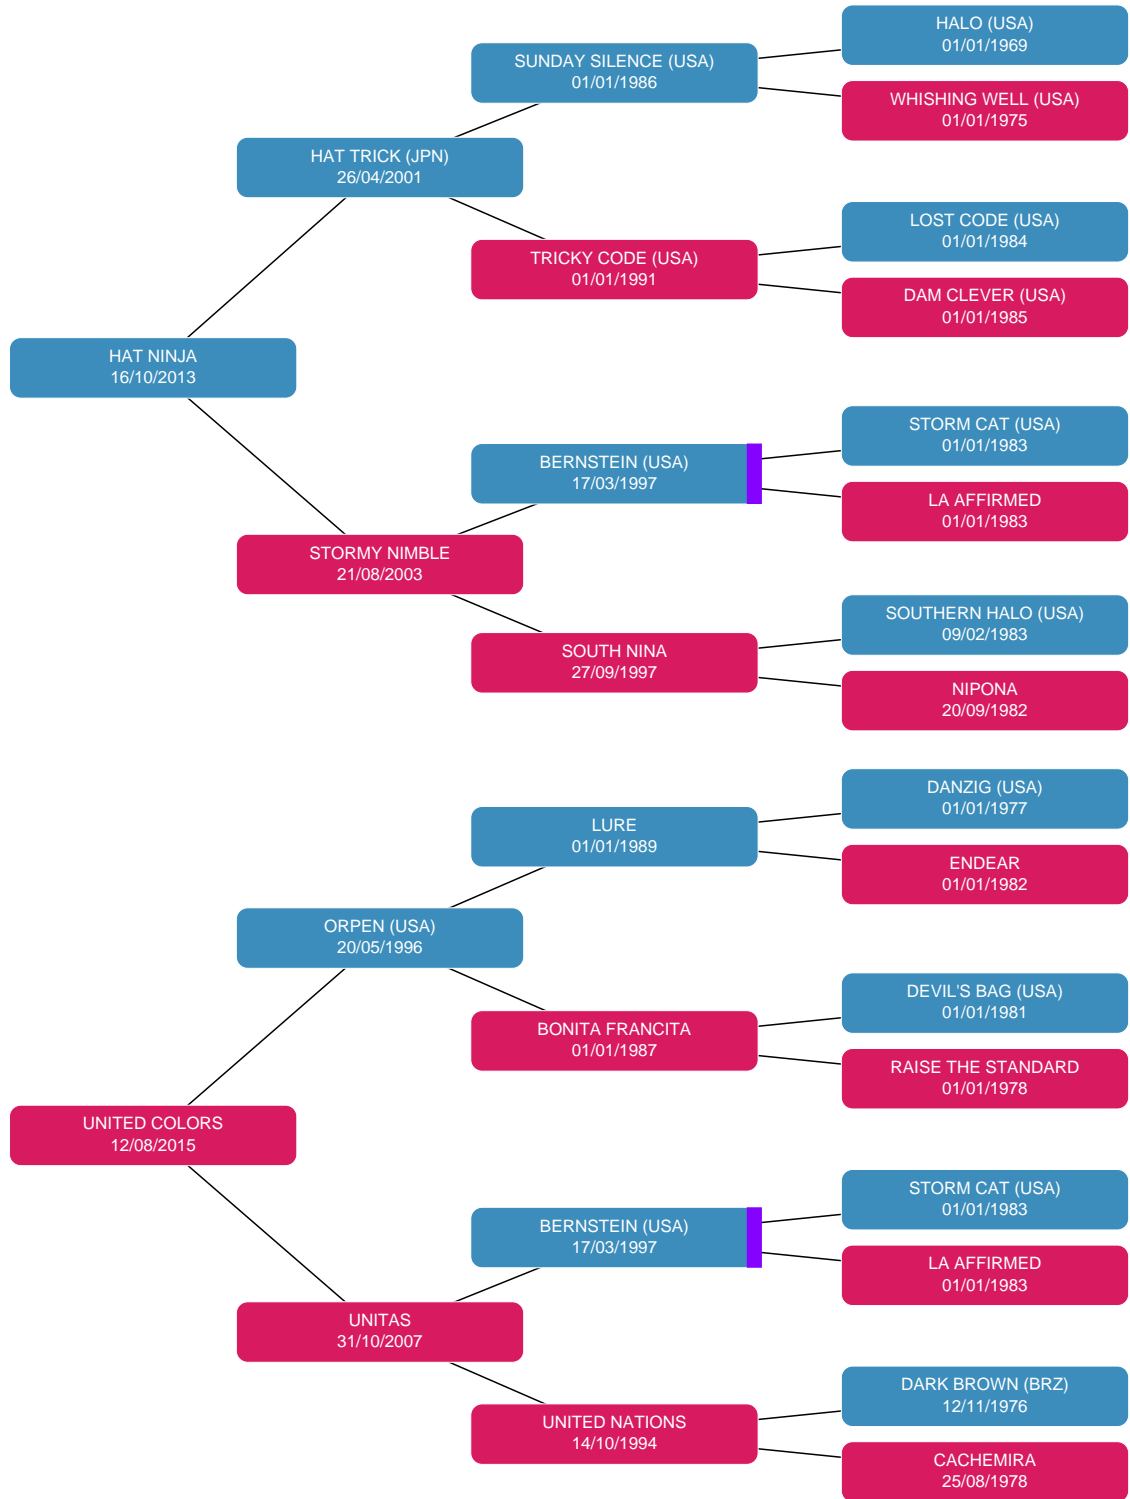 HALO (USA)
01/01/1969
SUNDAY SILENCE (USA)
01/01/1986
WHISHING WELL (USA)
01/01/1975
HAT TRICK (JPN)
26/04/2001
LOST CODE (USA)
01/01/1984
TRICKY CODE (USA)
01/01/1991
DAM CLEVER (USA)
01/01/1985
HAT NINJA
16/10/2013
STORM CAT (USA)
01/01/1983
BERNSTEIN (USA)
17/03/1997
LA AFFIRMED
01/01/1983
STORMY NIMBLE
21/08/2003
SOUTHERN HALO (USA)
09/02/1983
SOUTH NINA
27/09/1997
NIPONA
20/09/1982
DANZIG (USA)
01/01/1977
LURE
01/01/1989
ENDEAR
01/01/1982
ORPEN (USA)
20/05/1996
DEVIL'S BAG (USA)
01/01/1981
BONITA FRANCITA
01/01/1987
RAISE THE STANDARD
01/01/1978
UNITED COLORS
12/08/2015
STORM CAT (USA)
01/01/1983
BERNSTEIN (USA)
17/03/1997
LA AFFIRMED
01/01/1983
UNITAS
31/10/2007
DARK BROWN (BRZ)
12/11/1976
UNITED NATIONS
14/10/1994
CACHEMIRA
25/08/1978